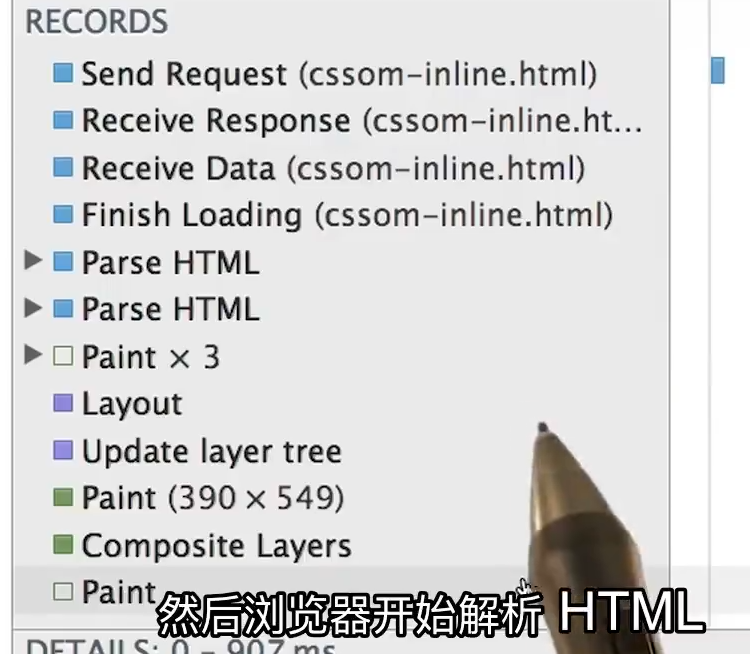 RECORDS
Send Request (cssom-inline.html)
Receive Response (cssom-inline.ht...
Receive Data (cssom-inline.html)
Finish Loading (cssom-inline.html)
Parse HTML
Parse HTML
Paint × 3
Layout
Update layer tree
Paint (390 × 549)
Composite Layers
Paint
然后浏览器开始解析 HTML
DETAILS: 0 – 907 ms